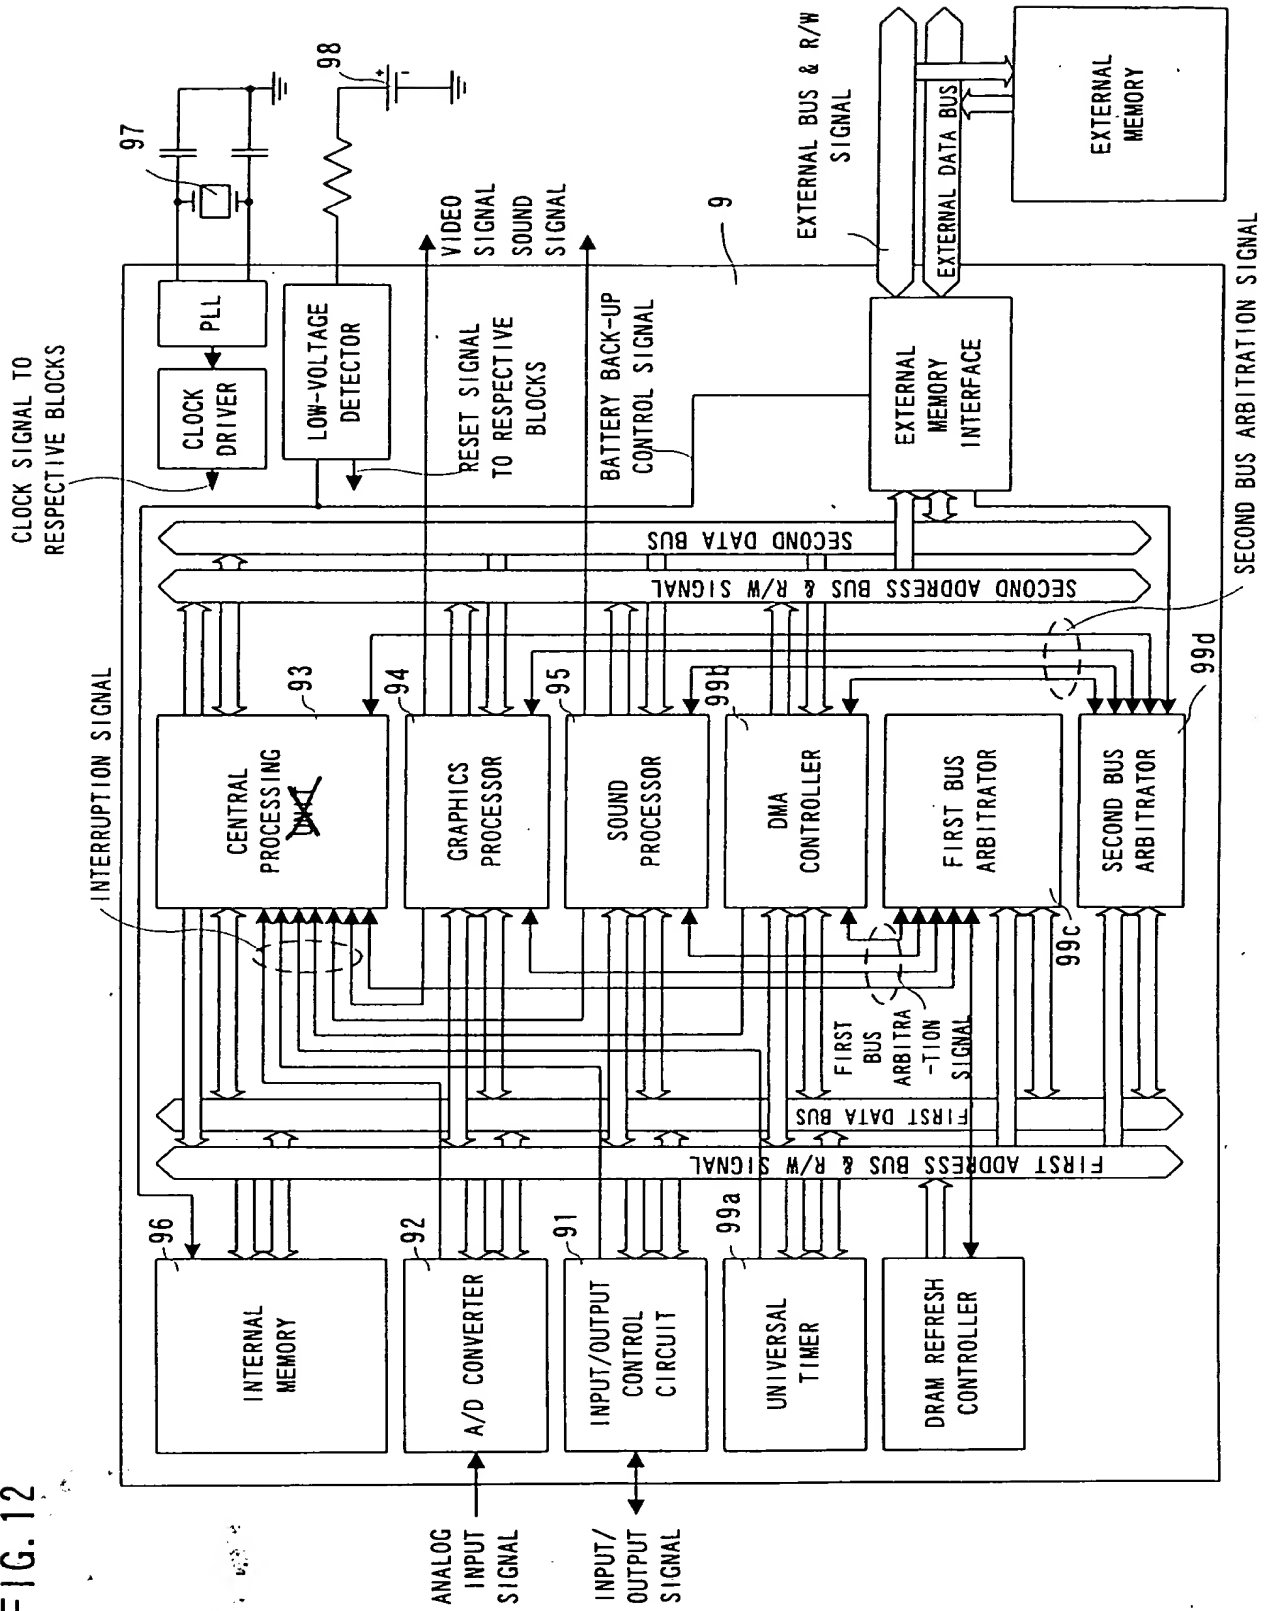 FIG.12
CLOCK SIGNAL TO
RESPECTIVE BLOCKS
97
98
PLL
CLOCK
DRIVER
LOW-VOLTAGE
DETECTOR
INTERRUPTION SIGNAL
RESET SIGNAL
TO RESPECTIVE
BLOCKS
VIDEO
SIGNAL
SOUND
SIGNAL
BATTERY BACK-UP
CONTROL SIGNAL
9
EXTERNAL BUS & R/W
SIGNAL
EXTERNAL DATA BUS
EXTERNAL
MEMORY
EXTERNAL
MEMORY
INTERFACE
SECOND BUS ARBITRATION SIGNAL
SECOND DATA BUS
SECOND ADDRESS BUS & R/W SIGNAL
93
CENTRAL
PROCESSING
UNIT
94
GRAPHICS
PROCESSOR
95
SOUND
PROCESSOR
99b
DMA
CONTROLLER
FIRST BUS
ARBITRATOR
99c
SECOND BUS
ARBITRATOR
99d
FIRST
BUS
ARBITRA
-TION
SIGNAL
FIRST DATA BUS
FIRST ADDRESS BUS & R/W SIGNAL
96
INTERNAL
MEMORY
92
A/D CONVERTER
91
INPUT/OUTPUT
CONTROL
CIRCUIT
99a
UNIVERSAL
TIMER
DRAM REFRESH
CONTROLLER
ANALOG
INPUT
SIGNAL
INPUT/
OUTPUT
SIGNAL